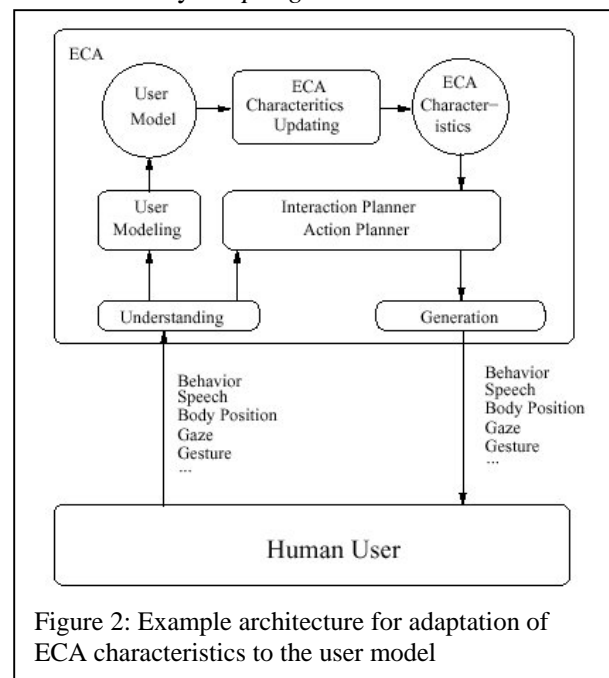 ECA
User
Model
ECA
Characteritics
Updating
ECA
Character-
istics
User
Modeling
Interaction Planner
Action Planner
Understanding
Generation
Behavior
Speech
Body Position
Gaze
Gesture
...
Behavior
Speech
Body Position
Gaze
Gesture
...
Human User
Figure 2: Example architecture for adaptation of
ECA characteristics to the user model